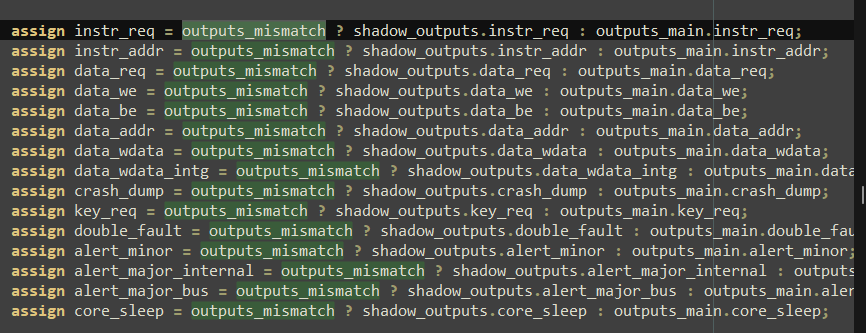 assign instr_req = outputs_mismatch ? shadow_outputs.instr_req : outputs_main.instr_req;
assign instr_addr = outputs_mismatch ? shadow_outputs.instr_addr : outputs_main.instr_addr;
assign data_req = outputs_mismatch ? shadow_outputs.data_req : outputs_main.data_req;
assign data_we = outputs_mismatch ? shadow_outputs.data_we : outputs_main.data_we;
assign data_be = outputs_mismatch ? shadow_outputs.data_be : outputs_main.data_be;
assign data_addr = outputs_mismatch ? shadow_outputs.data_addr : outputs_main.data_addr;
assign data_wdata = outputs_mismatch ? shadow_outputs.data_wdata : outputs_main.data_wdata;
assign data_wdata_intg = outputs_mismatch ? shadow_outputs.data_wdata_intg : outputs_main.data
assign crash_dump = outputs_mismatch ? shadow_outputs.crash_dump : outputs_main.crash_dump;
assign key_req = outputs_mismatch ? shadow_outputs.key_req : outputs_main.key_req;
assign double_fault = outputs_mismatch ? shadow_outputs.double_fault : outputs_main.double_fau
assign alert_minor = outputs_mismatch ? shadow_outputs.alert_minor : outputs_main.alert_minor;
assign alert_major_internal = outputs_mismatch ? shadow_outputs.alert_major_internal : outputs
assign alert_major_bus = outputs_mismatch ? shadow_outputs.alert_major_bus : outputs_main.aler
assign core_sleep = outputs_mismatch ? shadow_outputs.core_sleep : outputs_main.core_sleep;